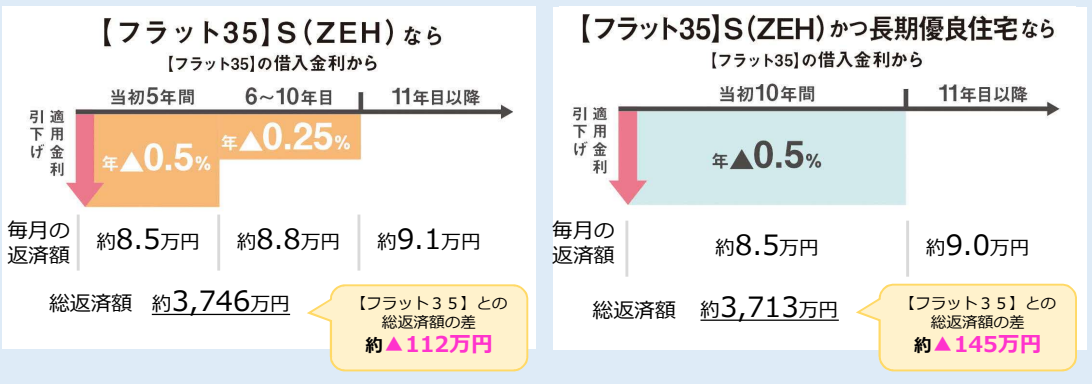 【フラット35】S(ZEH)なら
【フラット35】の借入金利から
当初5年間 6～10年目 11年目以降
適用金利
引下げ
年▲0.5% 年▲0.25%
毎月の
返済額
約8.5万円 約8.8万円 約9.1万円
総返済額 約3,746万円
【フラット３５】との
総返済額の差
約▲112万円
【フラット35】S(ZEH)かつ長期優良住宅なら
【フラット35】の借入金利から
当初10年間 11年目以降
適用金利
引下げ
年▲0.5%
毎月の
返済額
約8.5万円 約9.0万円
総返済額 約3,713万円
【フラット３５】との
総返済額の差
約▲145万円